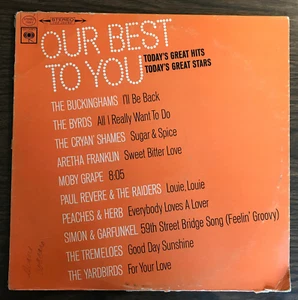 STEREO
OUR BEST
TO YOU
TODAY'S GREAT HITS
TODAY'S GREAT STARS
THE BUCKINGHAMS I'll Be Back
THE BYRDS All I Really Want To Do
THE CRYAN' SHAMES Sugar & Spice
ARETHA FRANKLIN Sweet Bitter Love
MOBY GRAPE 8:05
PAUL REVERE & THE RAIDERS Louie, Louie
PEACHES & HERB Everybody Loves A Lover
SIMON & GARFUNKEL 59th Street Bridge Song (Feelin' Groovy)
THE TREMELOES Good Day Sunshine
THE YARDBIRDS For Your Love